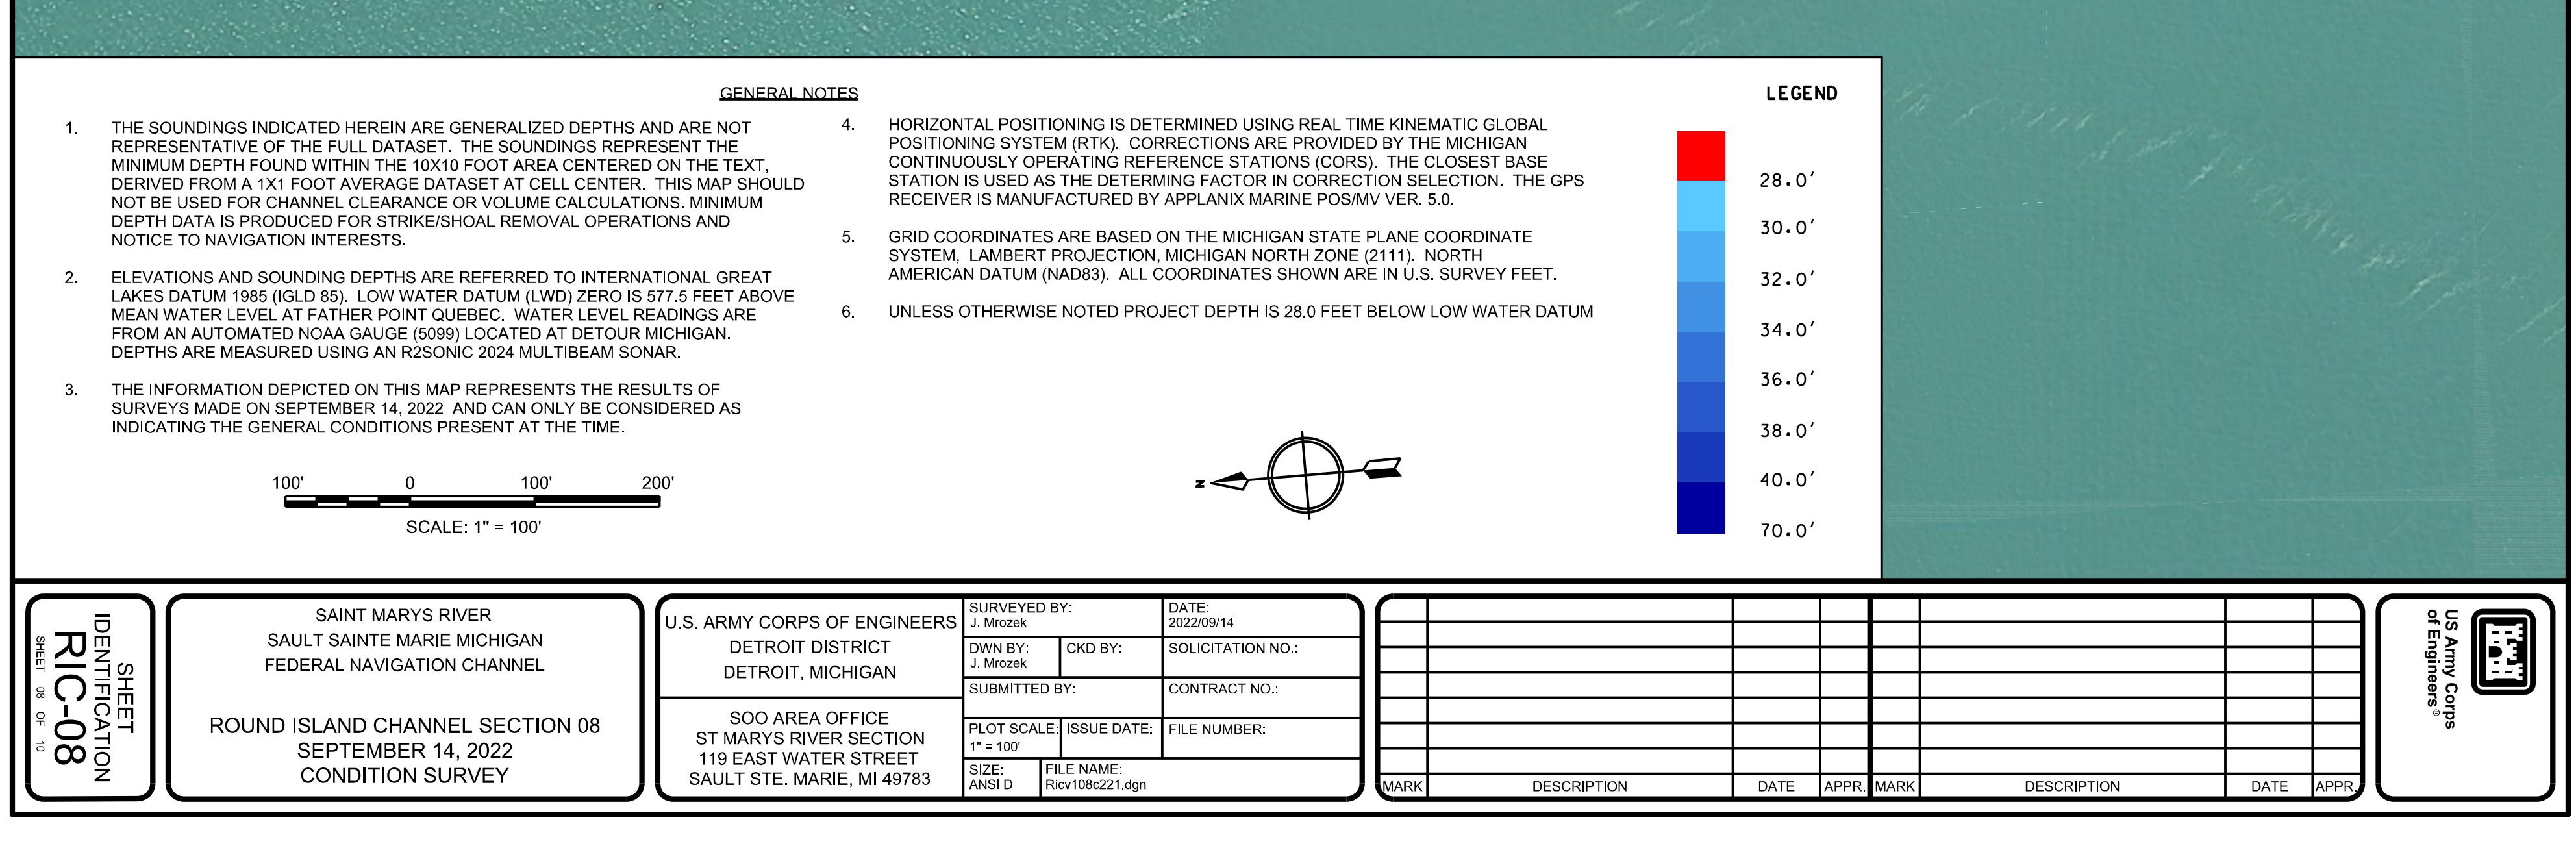 GENERAL NOTES
1. THE SOUNDINGS INDICATED HEREIN ARE GENERALIZED DEPTHS AND ARE NOT
REPRESENTATIVE OF THE FULL DATASET. THE SOUNDINGS REPRESENT THE
MINIMUM DEPTH FOUND WITHIN THE 10X10 FOOT AREA CENTERED ON THE TEXT,
DERIVED FROM A 1X1 FOOT AVERAGE DATASET AT CELL CENTER. THIS MAP SHOULD
NOT BE USED FOR CHANNEL CLEARANCE OR VOLUME CALCULATIONS. MINIMUM
DEPTH DATA IS PRODUCED FOR STRIKE/SHOAL REMOVAL OPERATIONS AND
NOTICE TO NAVIGATION INTERESTS.
2. ELEVATIONS AND SOUNDING DEPTHS ARE REFERRED TO INTERNATIONAL GREAT
LAKES DATUM 1985 (IGLD 85). LOW WATER DATUM (LWD) ZERO IS 577.5 FEET ABOVE
MEAN WATER LEVEL AT FATHER POINT QUEBEC. WATER LEVEL READINGS ARE
FROM AN AUTOMATED NOAA GAUGE (5099) LOCATED AT DETOUR MICHIGAN.
DEPTHS ARE MEASURED USING AN R2SONIC 2024 MULTIBEAM SONAR.
3. THE INFORMATION DEPICTED ON THIS MAP REPRESENTS THE RESULTS OF
SURVEYS MADE ON SEPTEMBER 14, 2022 AND CAN ONLY BE CONSIDERED AS
INDICATING THE GENERAL CONDITIONS PRESENT AT THE TIME.
4. HORIZONTAL POSITIONING IS DETERMINED USING REAL TIME KINEMATIC GLOBAL
POSITIONING SYSTEM (RTK). CORRECTIONS ARE PROVIDED BY THE MICHIGAN
CONTINUOUSLY OPERATING REFERENCE STATIONS (CORS). THE CLOSEST BASE
STATION IS USED AS THE DETERMING FACTOR IN CORRECTION SELECTION. THE GPS
RECEIVER IS MANUFACTURED BY APPLANIX MARINE POS/MV VER. 5.0.
5. GRID COORDINATES ARE BASED ON THE MICHIGAN STATE PLANE COORDINATE
SYSTEM, LAMBERT PROJECTION, MICHIGAN NORTH ZONE (2111). NORTH
AMERICAN DATUM (NAD83). ALL COORDINATES SHOWN ARE IN U.S. SURVEY FEET.
6. UNLESS OTHERWISE NOTED PROJECT DEPTH IS 28.0 FEET BELOW LOW WATER DATUM
LEGEND
28.0'
30.0'
32.0'
34.0'
36.0'
38.0'
40.0'
70.0'
100' 0 100' 200'
SCALE: 1" = 100'
N
SHEET
IDENTIFICATION
RIC-08
SHEET 08 OF 10
SAINT MARYS RIVER
SAULT SAINTE MARIE MICHIGAN
FEDERAL NAVIGATION CHANNEL
ROUND ISLAND CHANNEL SECTION 08
SEPTEMBER 14, 2022
CONDITION SURVEY
U.S. ARMY CORPS OF ENGINEERS
DETROIT DISTRICT
DETROIT, MICHIGAN
SOO AREA OFFICE
ST MARYS RIVER SECTION
119 EAST WATER STREET
SAULT STE. MARIE, MI 49783
SURVEYED BY:
J. Mrozek
DATE:
2022/09/14
DWN BY:
J. Mrozek
CKD BY:
SOLICITATION NO.:
SUBMITTED BY:
CONTRACT NO.:
PLOT SCALE:
1" = 100'
ISSUE DATE:
FILE NUMBER:
SIZE:
ANSI D
FILE NAME:
Ricv108c221.dgn
MARK DESCRIPTION DATE APPR. MARK DESCRIPTION DATE APPR.
US Army Corps
of Engineers®